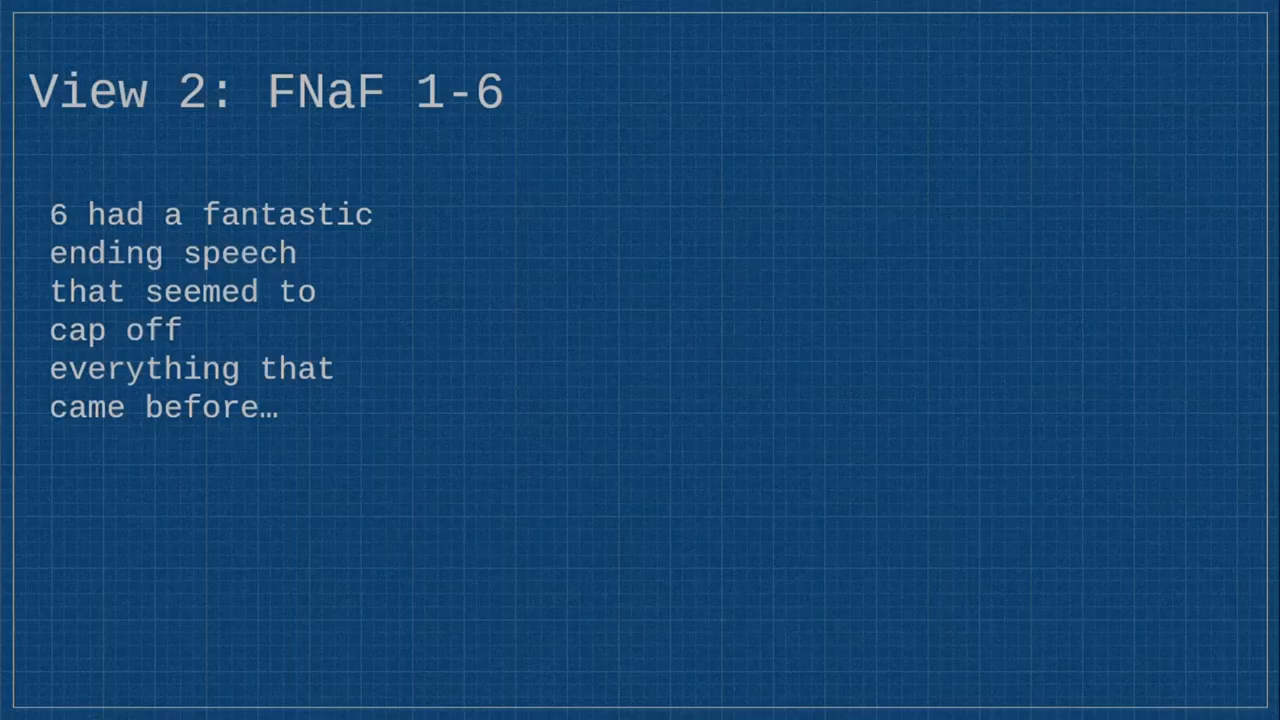 View 2: FNaF 1-6
6 had a fantastic
ending speech
that seemed to
cap off
everything that
came before…